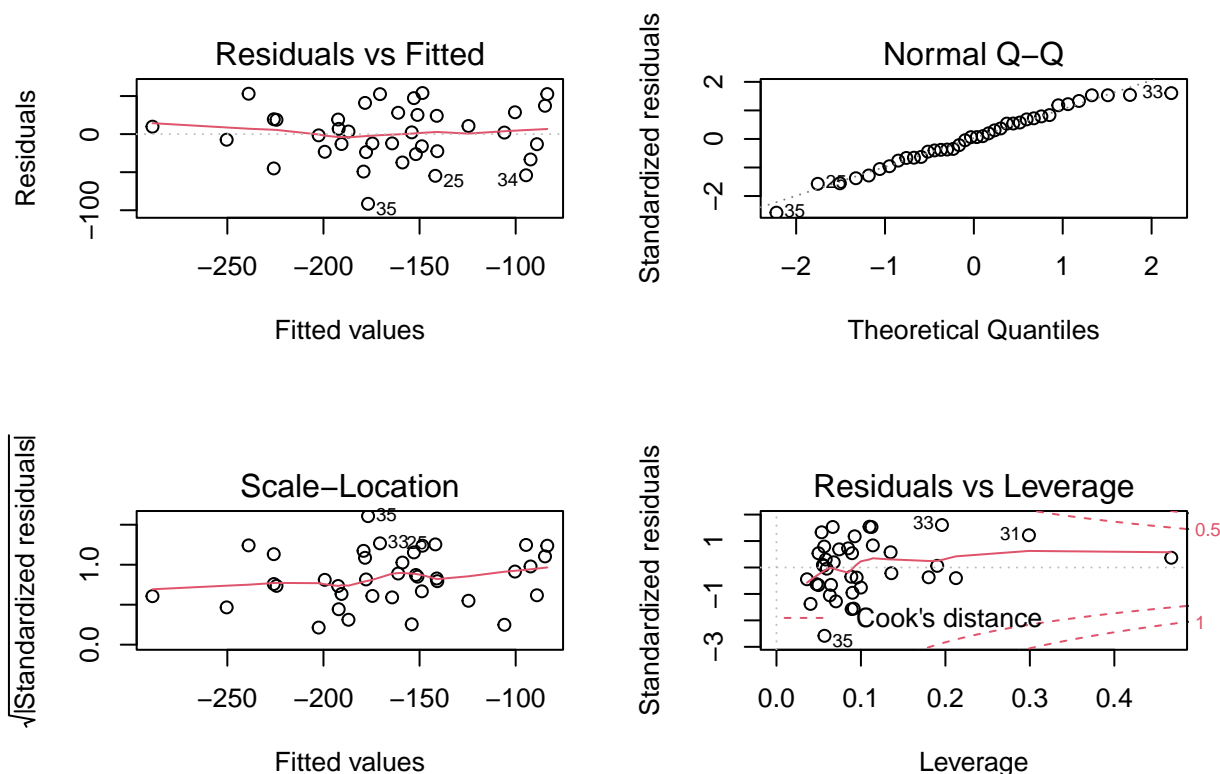 Residuals vs Fitted
Residuals
0
−100
25
34
35
−250 −200 −150 −100
Fitted values
Normal Q−Q
Standardized residuals
2
0
−2
33
25
35
−2 −1 0 1 2
Theoretical Quantiles
Scale−Location
√|Standardized residuals|
1.0
0.0
35
3325
−250 −200 −150 −100
Fitted values
Residuals vs Leverage
Standardized residuals
1
−1
−3
33
31
0.5
Cook's distance
1
35
0.0 0.1 0.2 0.3 0.4
Leverage